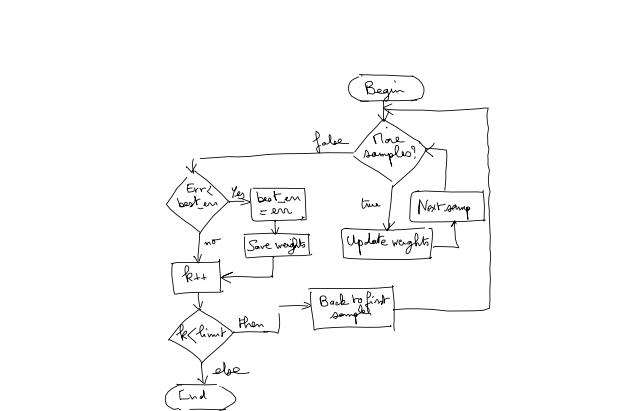 Begin
More
samples?
false
true
Next samp
Update weights
Err<
best_err
Yes
best_err
= err
Save weights
no
k++
k<limit
then
Back to first
sample
else
End